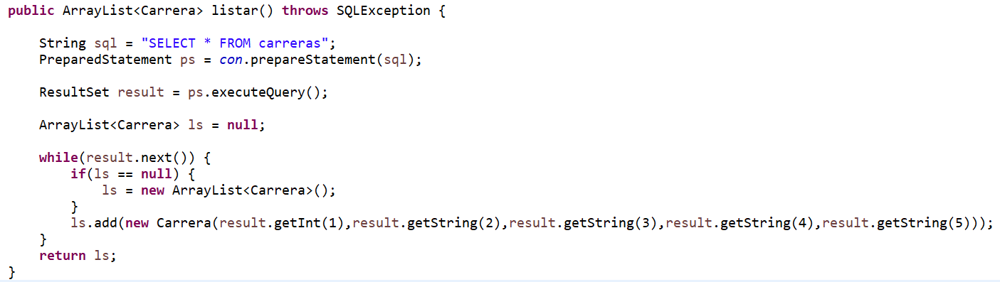 public ArrayList<Carrera> listar() throws SQLException {
String sql = "SELECT * FROM carreras";
PreparedStatement ps = con.prepareStatement(sql);
ResultSet result = ps.executeQuery();
ArrayList<Carrera> ls = null;
while(result.next()) {
if(ls == null) {
ls = new ArrayList<Carrera>();
}
ls.add(new Carrera(result.getInt(1),result.getString(2),result.getString(3),result.getString(4),result.getString(5)));
}
return ls;
}